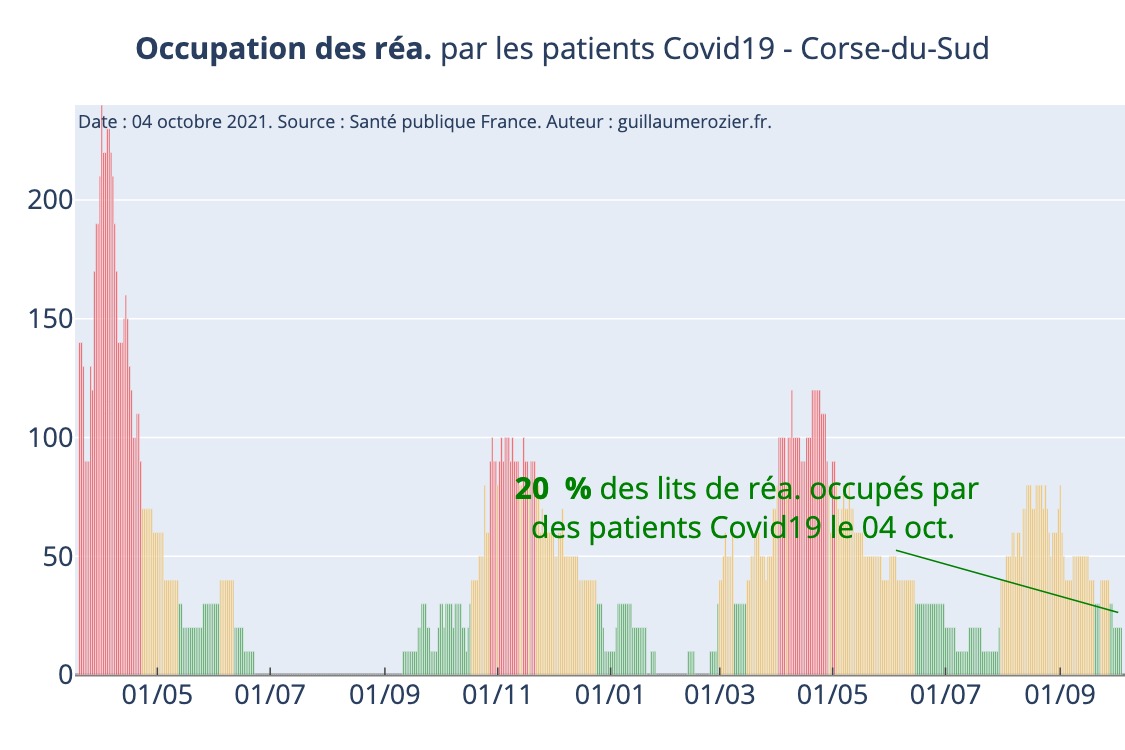 Occupation des réa. par les patients Covid19 - Corse-du-Sud
Date : 04 octobre 2021. Source : Santé publique France. Auteur : guillaumerozier.fr.
200
150
100
20 % des lits de réa. occupés par
des patients Covid19 le 04 oct.
50
0
01/05 01/07 01/09 01/11 01/01 01/03 01/05 01/07 01/09